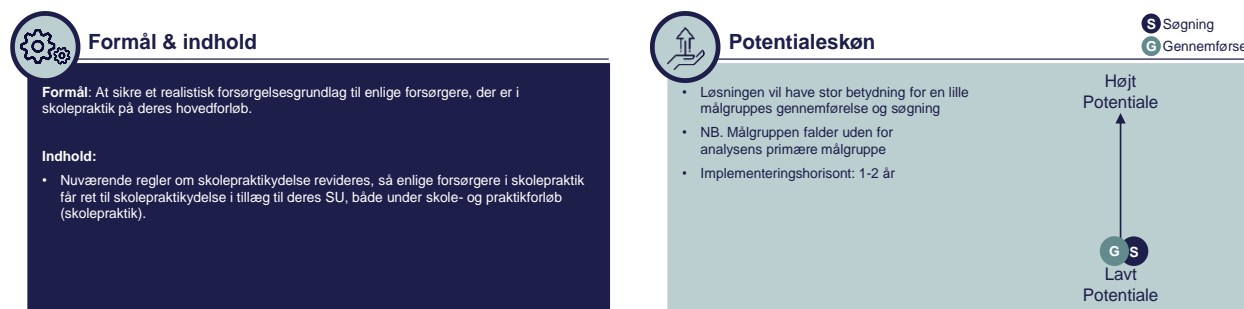 Formål & indhold
Formål: At sikre et realistisk forsørgelsesgrundlag til enlige forsørgere, der er i
skolepraktik på deres hovedforløb.
Indhold:
• Nuværende regler om skolepraktikydelse revideres, så enlige forsørgere i skolepraktik
får ret til skolepraktikydelse i tillæg til deres SU, både under skole- og praktikforløb
(skolepraktik).
Potentialeskøn
S Søgning
G Gennemførse
• Løsningen vil have stor betydning for en lille
målgruppes gennemførelse og søgning
• NB. Målgruppen falder uden for
analysens primære målgruppe
• Implementeringshorisont: 1-2 år
Højt
Potentiale
G S
Lavt
Potentiale